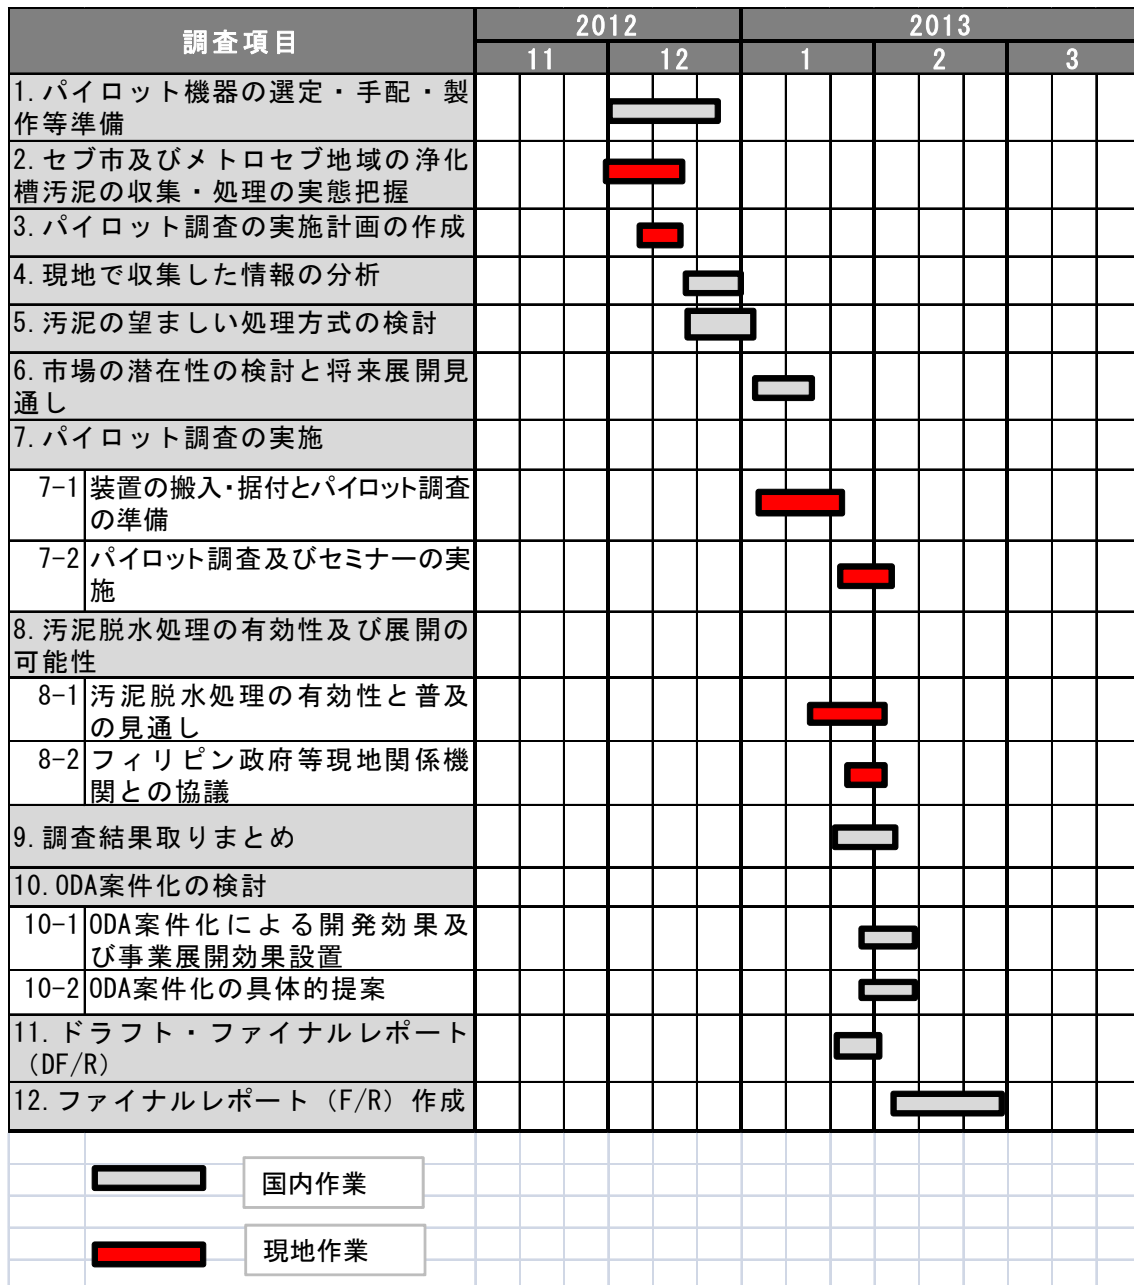 調査項目
2012
2013
11
12
1
2
3
1.パイロット機器の選定・手配・製
作等準備
2.セブ市及びメトロセブ地域の浄化
槽汚泥の収集・処理の実態把握
3.パイロット調査の実施計画の作成
4.現地で収集した情報の分析
5.汚泥の望ましい処理方式の検討
6.市場の潜在性の検討と将来展開見
通し
7.パイロット調査の実施
7-1 装置の搬入・据付とパイロット調査
の準備
7-2 パイロット調査及びセミナーの実
施
8.汚泥脱水処理の有効性及び展開の
可能性
8-1 汚泥脱水処理の有効性と普及
の見通し
8-2 フィリピン政府等現地関係機
関との協議
9.調査結果取りまとめ
10.ODA案件化の検討
10-1 ODA案件化による開発効果及
び事業展開効果設置
10-2 ODA案件化の具体的提案
11.ドラフト・ファイナルレポート
（DF/R）
12.ファイナルレポート（F/R）作成
国内作業
現地作業